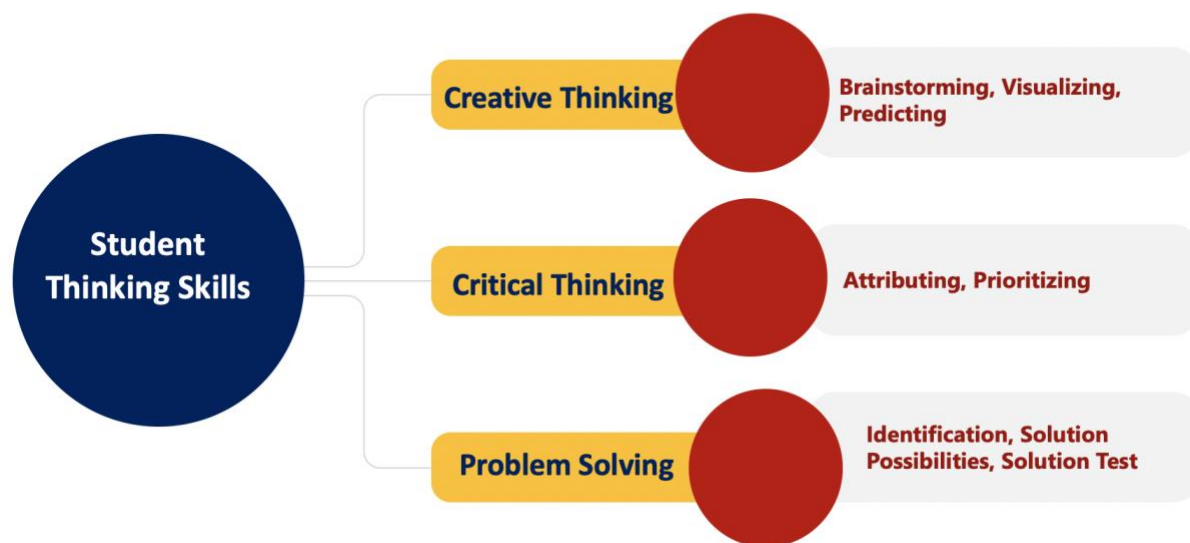 Student
Thinking Skills
Creative Thinking
Brainstorming, Visualizing,
Predicting
Critical Thinking
Attributing, Prioritizing
Problem Solving
Identification, Solution
Possibilities, Solution Test